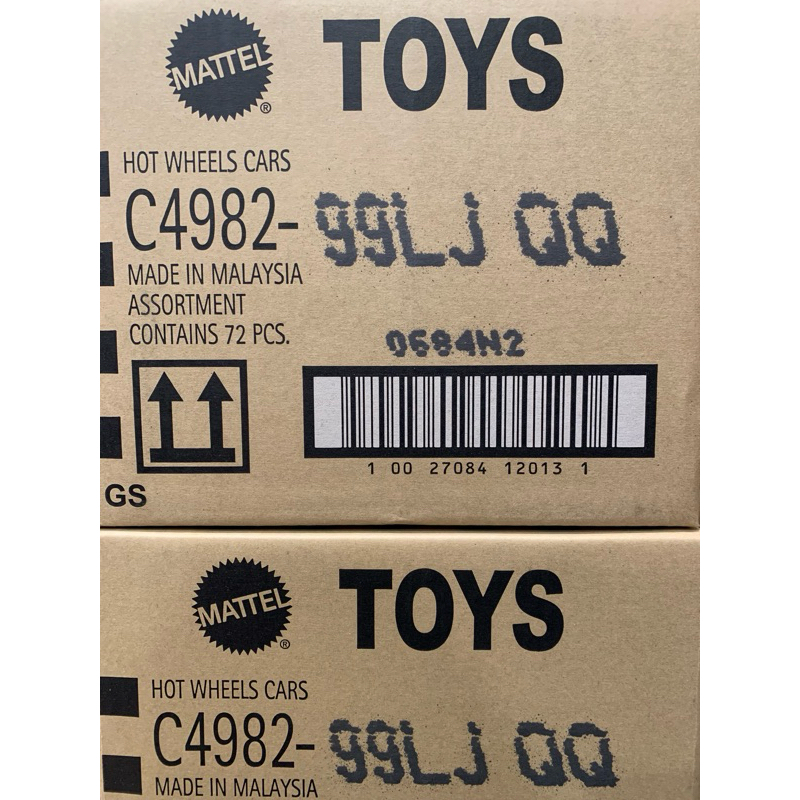 MATTEL ® TOYS
HOT WHEELS CARS
C4982- 99LJ QQ
MADE IN MALAYSIA
ASSORTMENT
CONTAINS 72 PCS.
0684N2
1 00 27084 12013 1
GS
MATTEL ® TOYS
HOT WHEELS CARS
C4982- 99LJ QQ
MADE IN MALAYSIA